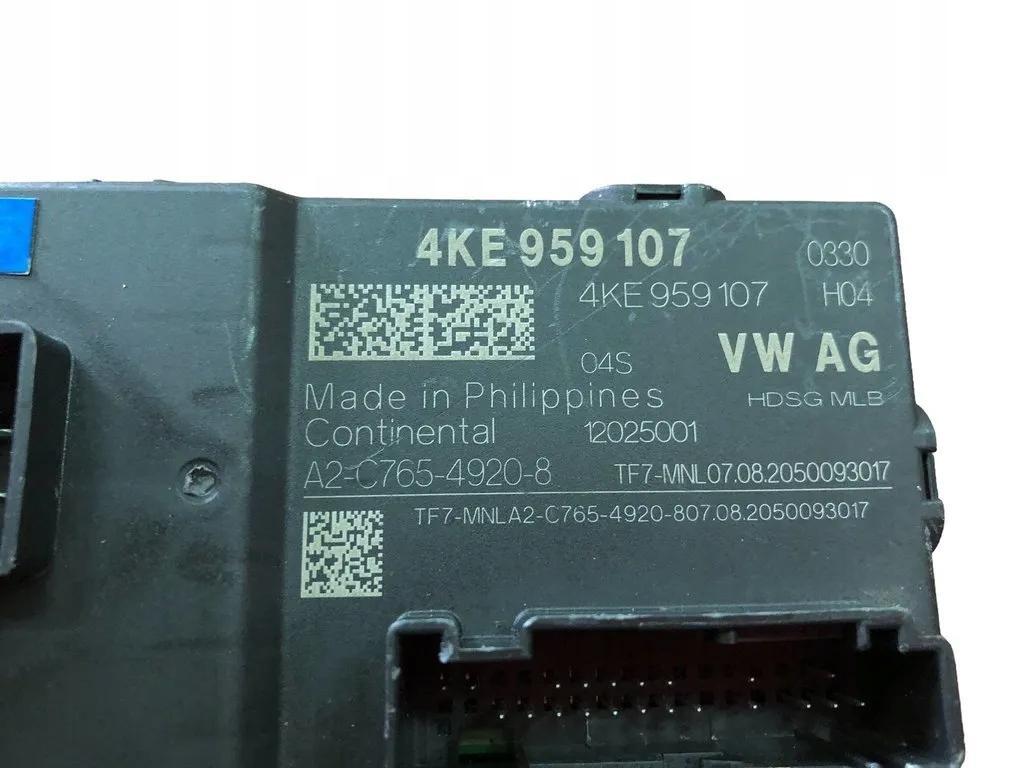 4KE 959 107 0330
4KE 959 107 H04
04S VW AG
Made in Philippines HDSG MLB
Continental 12025001
A2-C765-4920-8 TF7-MNL07.08.2050093017
TF7-MNLA2-C765-4920-807.08.2050093017